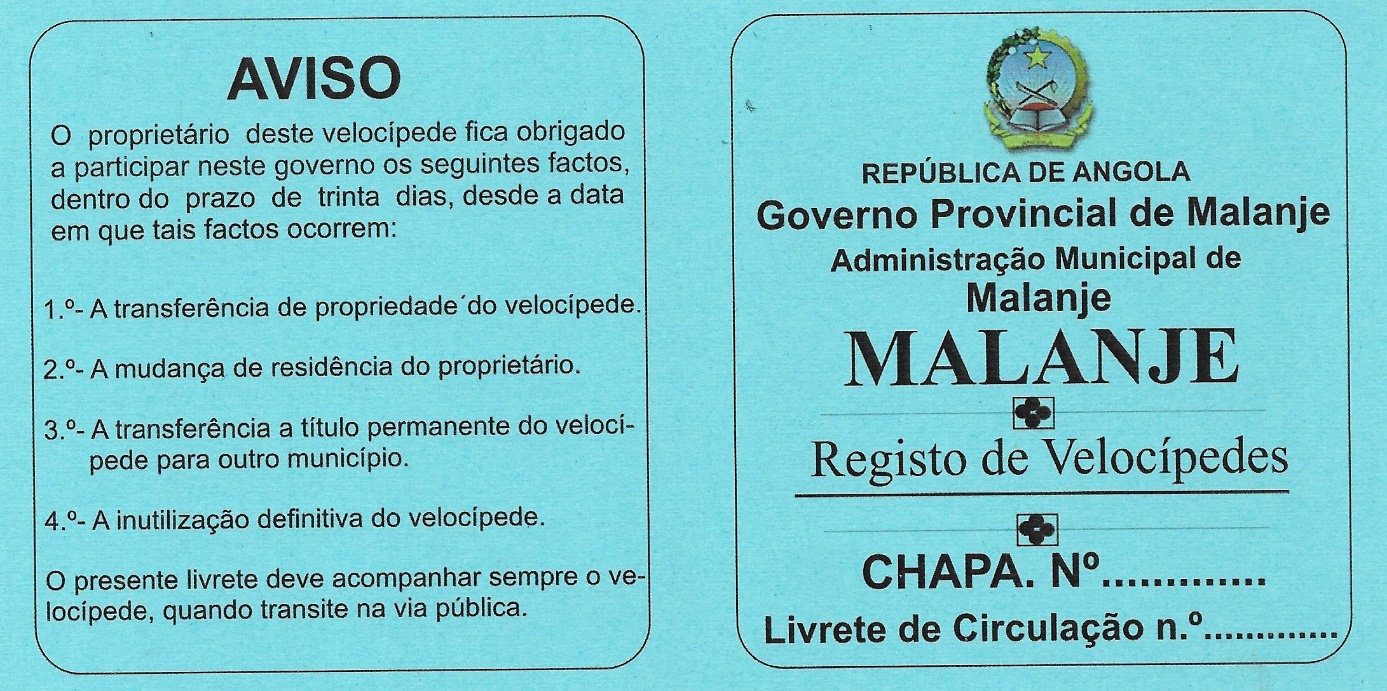 AVISO
O proprietário deste velocípede fica obrigado
a participar neste governo os seguintes factos,
dentro do prazo de trinta dias, desde a data
em que tais factos ocorrem:
1.º- A transferência de propriedade´do velocípede.
2.º- A mudança de residência do proprietário.
3.º- A transferência a título permanente do velocí-
pede para outro município.
4.º- A inutilização definitiva do velocípede.
O presente livrete deve acompanhar sempre o ve-
locípede, quando transite na via pública.
REPÚBLICA DE ANGOLA
Governo Provincial de Malanje
Administração Municipal de
Malanje
MALANJE
Registo de Velocípedes
CHAPA. Nº.............
Livrete de Circulação n.º.............